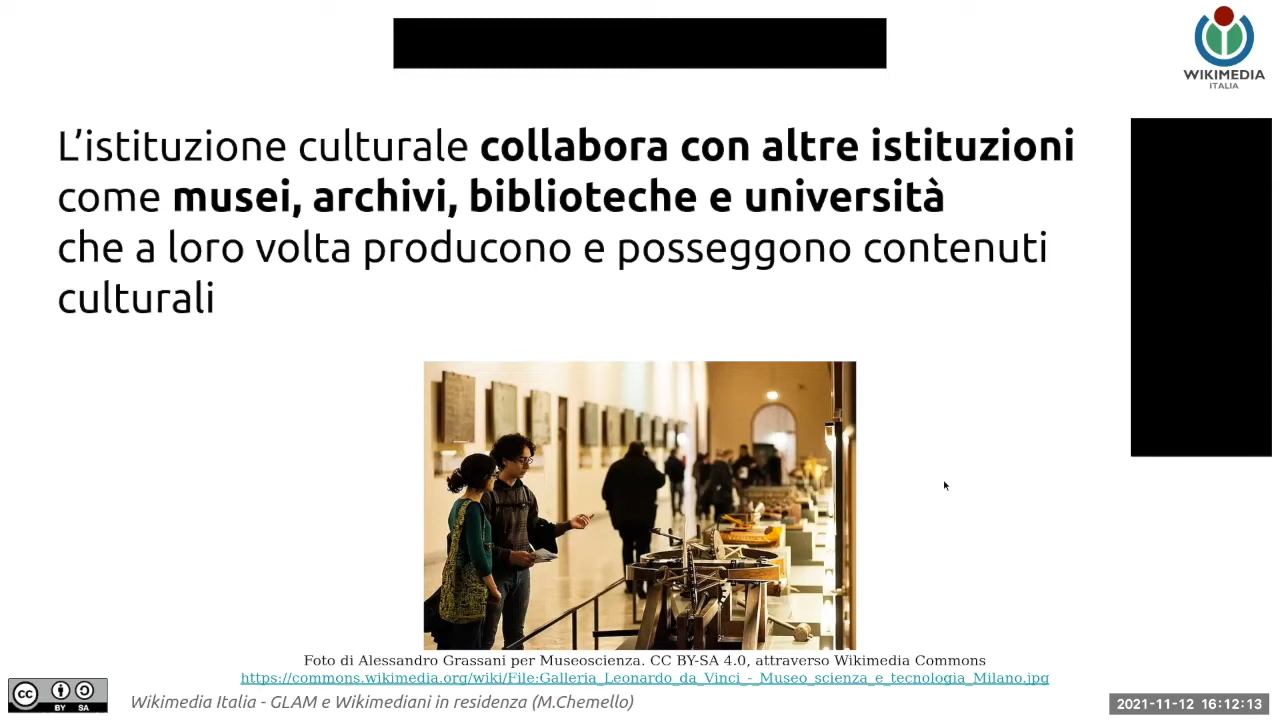 WIKIMEDIA
ITALIA
L'istituzione culturale collabora con altre istituzioni
come musei, archivi, biblioteche e università
che a loro volta producono e posseggono contenuti
culturali
Foto di Alessandro Grassani per Museoscienza. CC BY-SA 4.0, attraverso Wikimedia Commons
https://commons.wikimedia.org/wiki/File:Galleria_Leonardo_da_Vinci_-_Museo_scienza_e_tecnologia_Milano.jpg
cc BY SA
Wikimedia Italia - GLAM e Wikimediani in residenza (M.Chemello)
2021-11-12 16:12:13